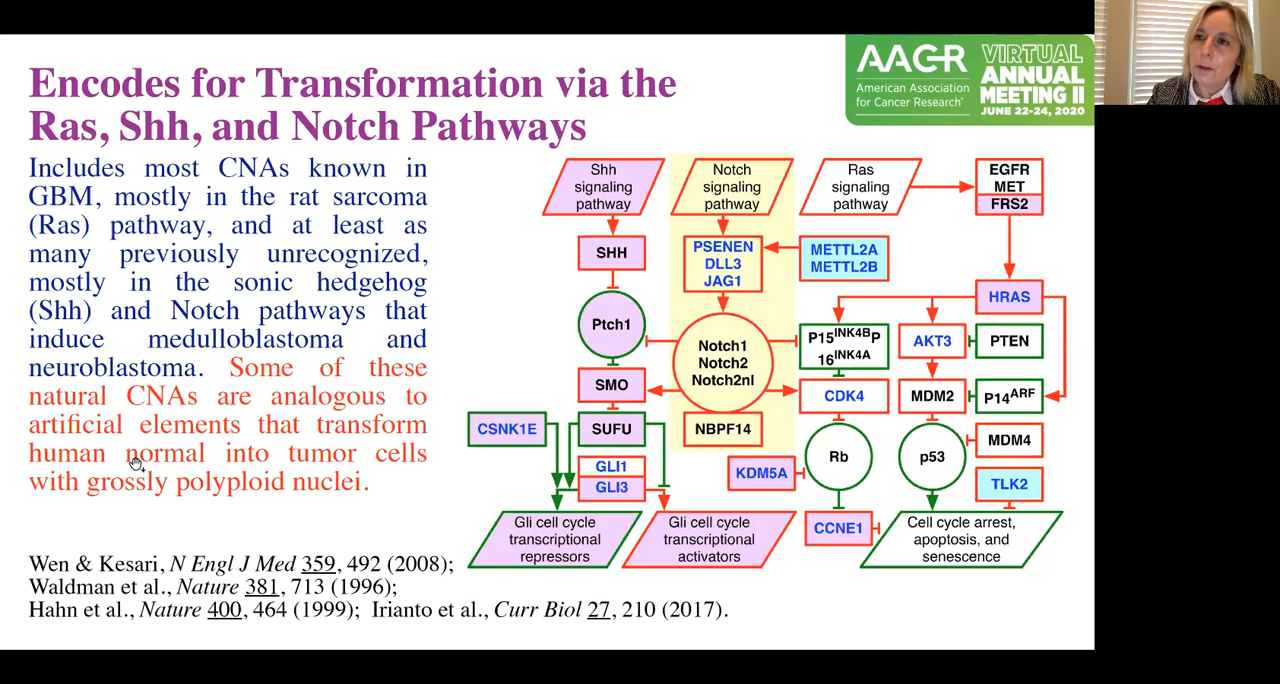 Encodes for Transformation via the
Ras, Shh, and Notch Pathways
AACR
American Association
for Cancer Research®
VIRTUAL
ANNUAL
MEETING II
JUNE 22-24, 2020
Includes most CNAs known in
GBM, mostly in the rat sarcoma
(Ras) pathway, and at least as
many previously unrecognized,
mostly in the sonic hedgehog
(Shh) and Notch pathways that
induce medulloblastoma and
neuroblastoma. Some of these
natural CNAs are analogous to
artificial elements that transform
human normal into tumor cells
with grossly polyploid nuclei.
Shh
signaling
pathway
Notch
signaling
pathway
Ras
signaling
pathway
EGFR
MET
FRS2
SHH
PSENEN
DLL3
JAG1
METTL2A
METTL2B
HRAS
Ptch1
Notch1
Notch2
Notch2nl
P15INK4BP
16INK4A
AKT3
PTEN
SMO
CDK4
MDM2
P14ARF
CSNK1E
SUFU
NBPF14
Rb
p53
MDM4
GLI1
GLI3
KDM5A
TLK2
Gli cell cycle
transcriptional
repressors
Gli cell cycle
transcriptional
activators
CCNE1
Cell cycle arrest,
apoptosis, and
senescence
Wen & Kesari, N Engl J Med 359, 492 (2008);
Waldman et al., Nature 381, 713 (1996);
Hahn et al., Nature 400, 464 (1999); Irianto et al., Curr Biol 27, 210 (2017).